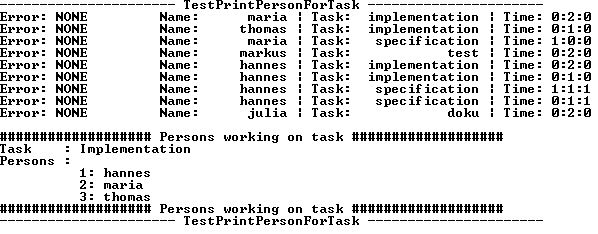 ---------------------- TestPrintPersonForTask ----------------------
Error: NONE         Name:      maria | Task:  implementation | Time: 0:2:0
Error: NONE         Name:     thomas | Task:  implementation | Time: 0:1:0
Error: NONE         Name:      maria | Task:   specification | Time: 1:0:0
Error: NONE         Name:     markus | Task:            test | Time: 0:2:0
Error: NONE         Name:     hannes | Task:  implementation | Time: 0:2:0
Error: NONE         Name:     hannes | Task:  implementation | Time: 0:1:0
Error: NONE         Name:     hannes | Task:   specification | Time: 1:1:1
Error: NONE         Name:     hannes | Task:   specification | Time: 0:1:1
Error: NONE         Name:      julia | Task:            doku | Time: 0:2:0
################### Persons working on task ###################
Task    : Implementation
Persons :
          1: hannes
          2: maria
          3: thomas
################### Persons working on task ###################
---------------------- TestPrintPersonForTask ----------------------